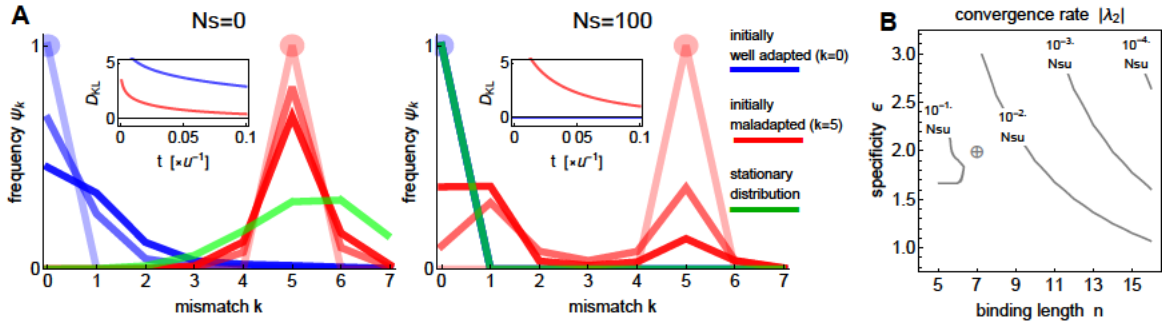 A
Ns=0
Ns=100
frequency ψk
1
0
0 1 2 3 4 5 6 7
mismatch k
DKL
5
0
0 0.05 0.1
t [×u⁻¹]
frequency ψk
1
0
0 1 2 3 4 5 6 7
mismatch k
DKL
5
0
0 0.05 0.1
t [×u⁻¹]
initially
well adapted (k=0)
initially
maladapted (k=5)
stationary
distribution
B
convergence rate |λ₂|
specificity ϵ
3.0
2.5
2.0
1.5
1.0
10⁻¹·
Nsu
10⁻²·
Nsu
10⁻³·
Nsu
10⁻⁴·
Nsu
5 7 9 11 13 15
binding length n